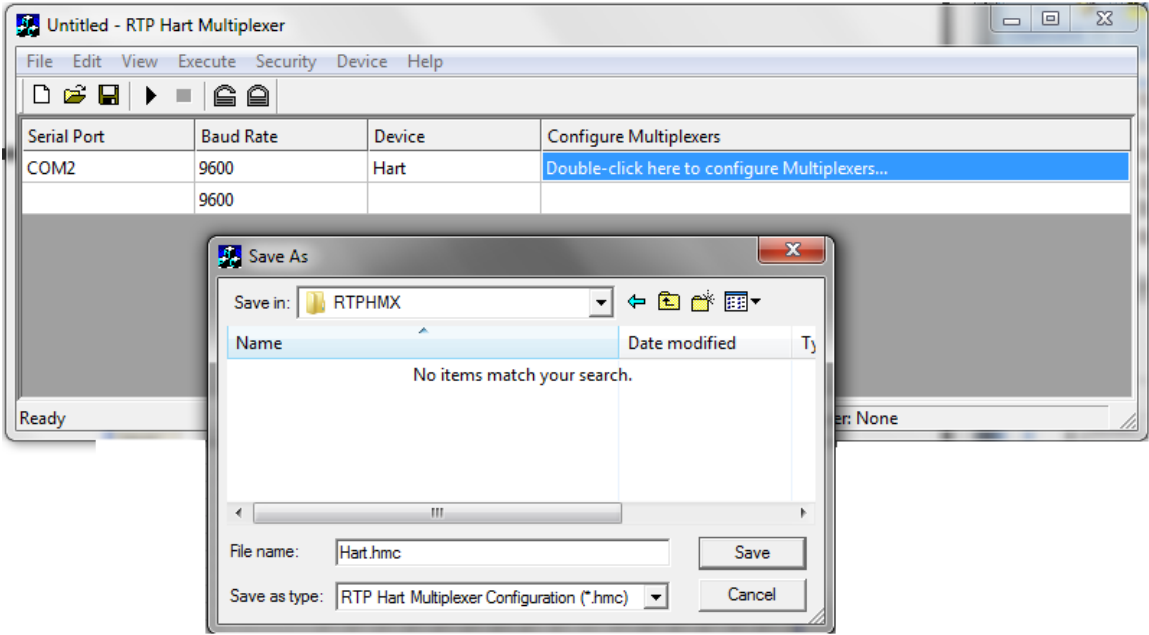 Untitled - RTP Hart Multiplexer
File Edit View Execute Security Device Help
Serial Port Baud Rate Device Configure Multiplexers
COM2 9600 Hart Double-click here to configure Multiplexers...
9600
Save As
Save in: RTPHMX
Name Date modified Ty
No items match your search.
Ready er: None
File name: Hart.hmc Save
Save as type: RTP Hart Multiplexer Configuration (*.hmc) Cancel